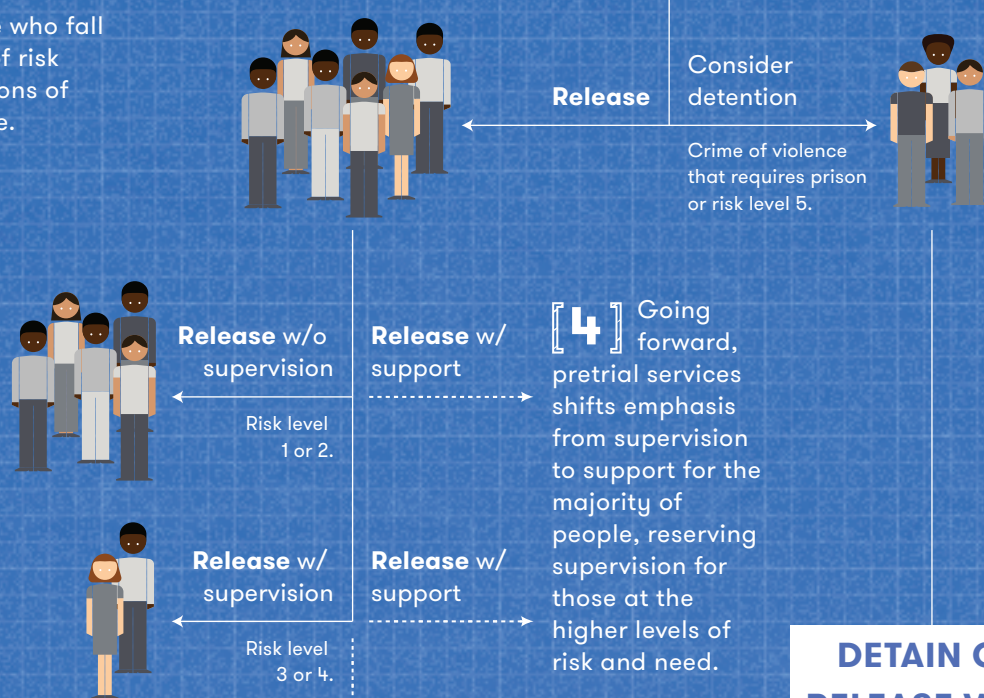 who fall
of risk
of
Release
Consider
detention
Crime of violence
that requires prison
or risk level 5.
Release w/o
supervision
Risk level
1 or 2.
Release w/
support
[4] Going
forward,
pretrial services
shifts emphasis
from supervision
to support for the
majority of
people, reserving
supervision for
those at the
higher levels of
risk and need.
Release w/
supervision
Risk level
3 or 4.
Release w/
support
DETAIN
RELEASE